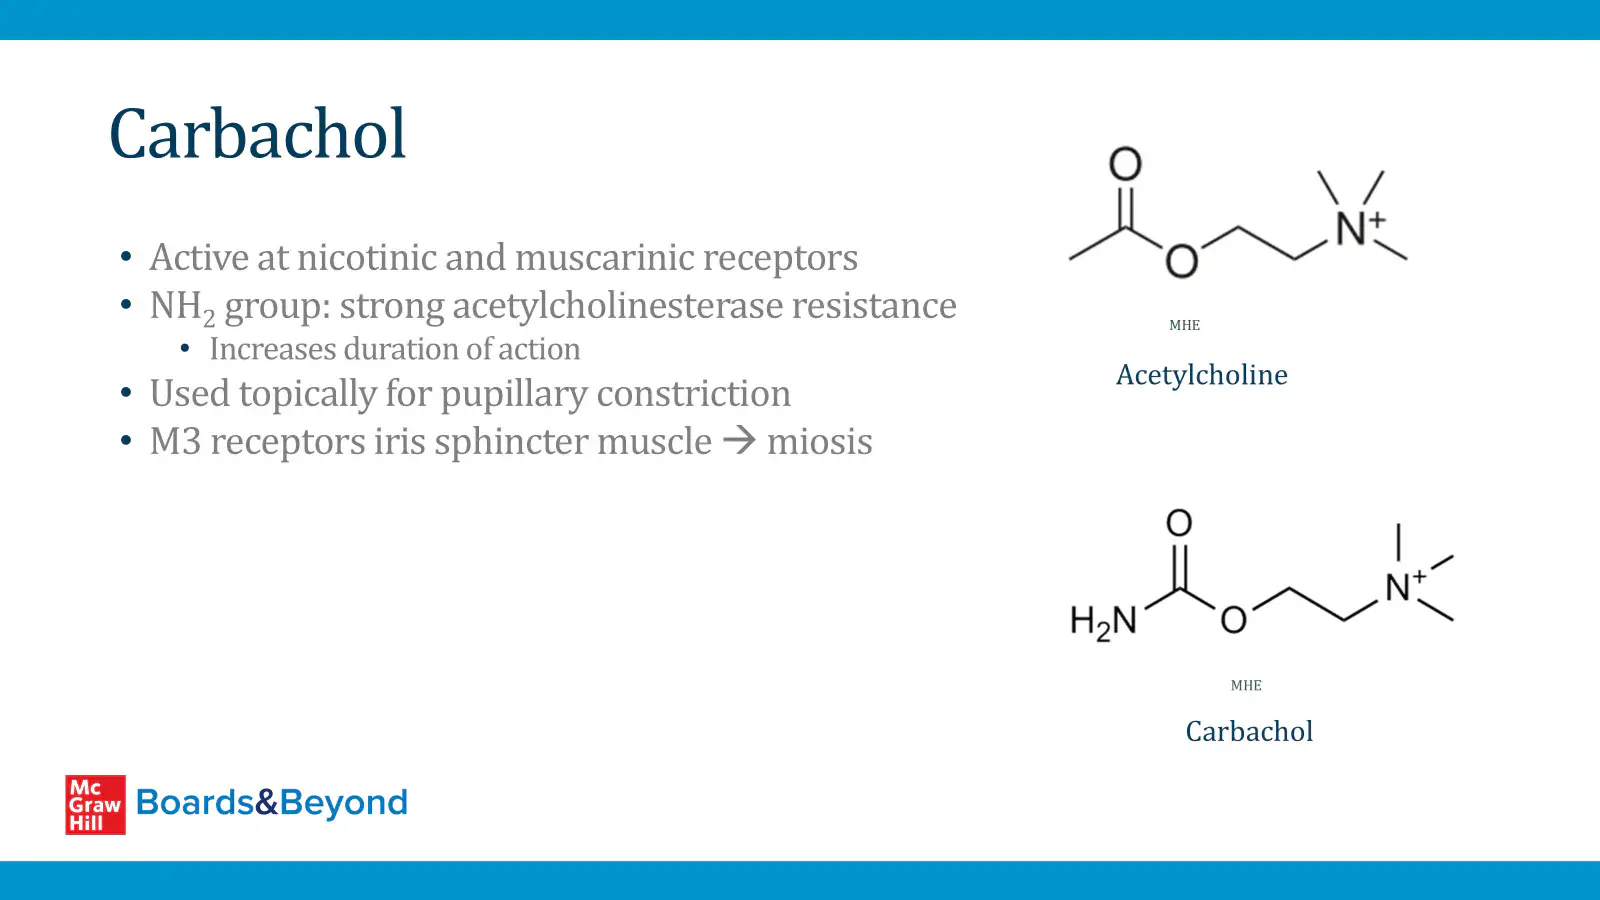 Carbachol
• Active at nicotinic and muscarinic receptors
• NH₂ group: strong acetylcholinesterase resistance
• Increases duration of action
• Used topically for pupillary constriction
• M3 receptors iris sphincter muscle → miosis
O
O
N+
MHE
Acetylcholine
O
H₂N
O
N+
MHE
Carbachol
Mc
Graw
Hill
Boards&Beyond